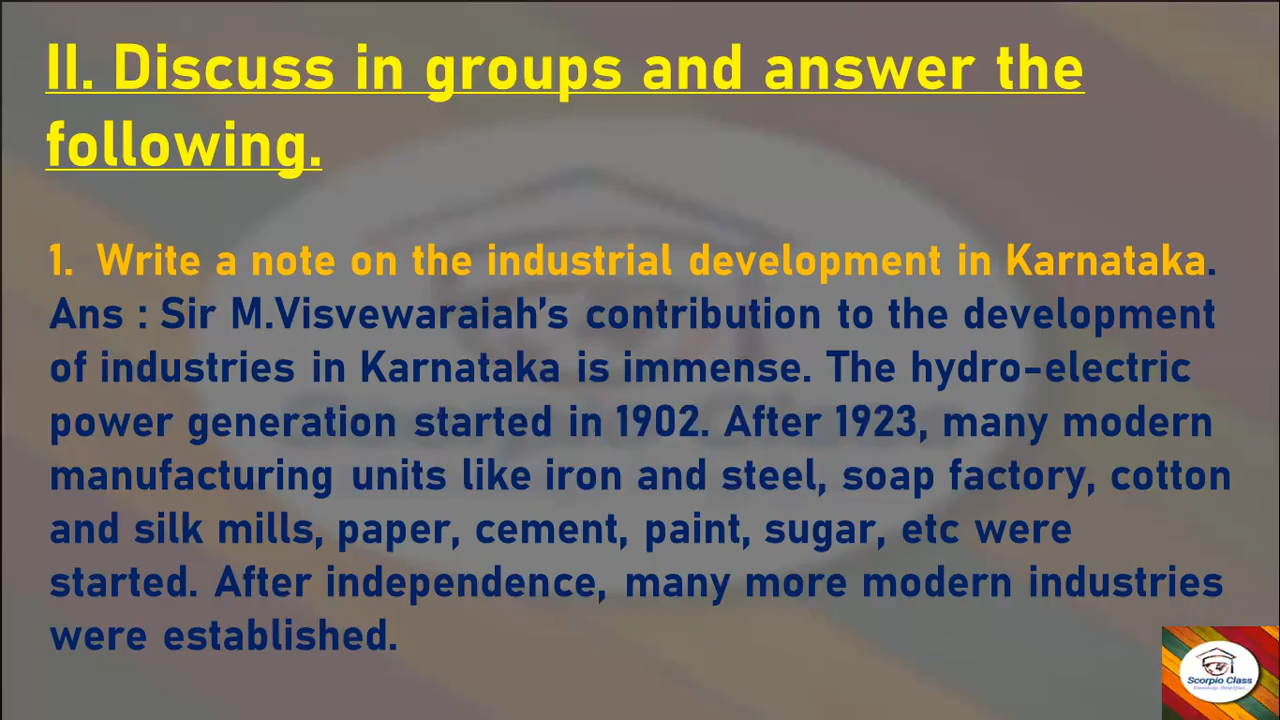 II. Discuss in groups and answer the
following.
1. Write a note on the industrial development in Karnataka.
Ans : Sir M.Visvewaraiah’s contribution to the development
of industries in Karnataka is immense. The hydro-electric
power generation started in 1902. After 1923, many modern
manufacturing units like iron and steel, soap factory, cotton
and silk mills, paper, cement, paint, sugar, etc were
started. After independence, many more modern industries
were established.
Scorpio Class